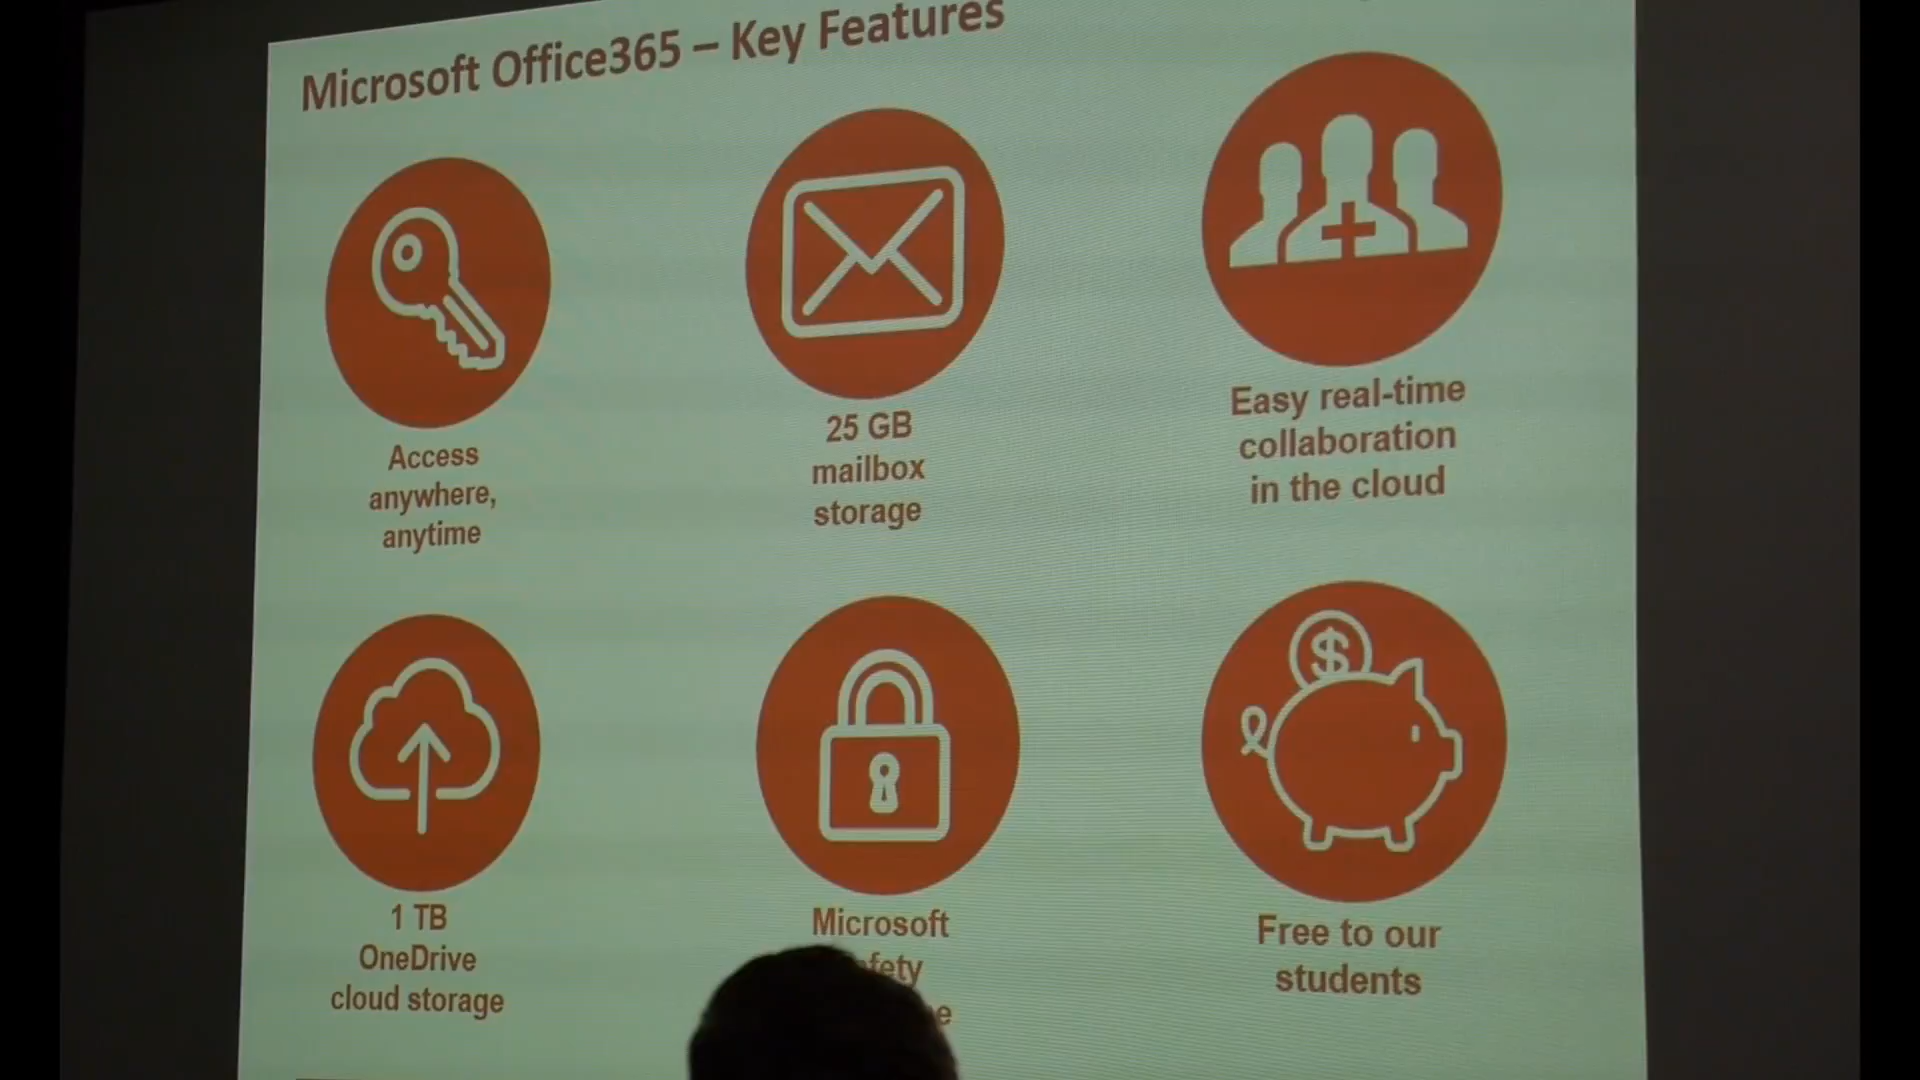 Microsoft Office365 – Key Features
Access
anywhere,
anytime
25 GB
mailbox
storage
Easy real-time
collaboration
in the cloud
1 TB
OneDrive
cloud storage
Microsoft
Free to our
students